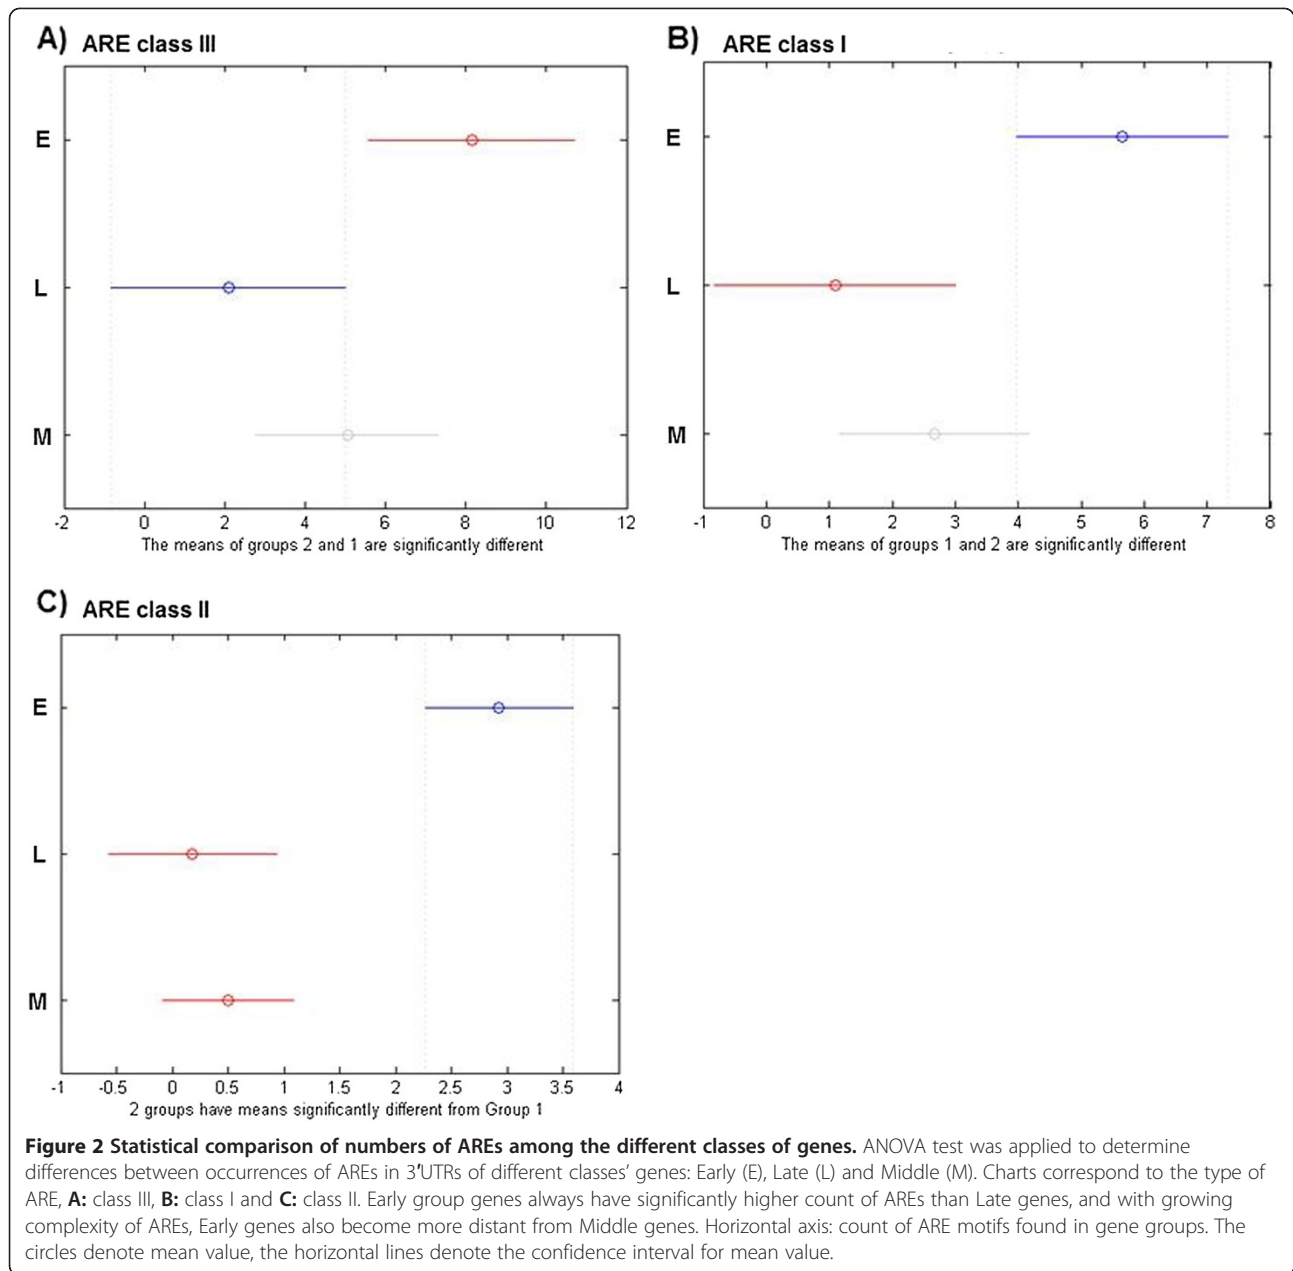 A) ARE class III
E
L
M
-2 0 2 4 6 8 10 12
The means of groups 2 and 1 are significantly different
B) ARE class I
E
L
M
-1 0 1 2 3 4 5 6 7 8
The means of groups 1 and 2 are significantly different
C) ARE class II
E
L
M
-1 -0.5 0 0.5 1 1.5 2 2.5 3 3.5 4
2 groups have means significantly different from Group 1
Figure 2 Statistical comparison of numbers of AREs among the different classes of genes. ANOVA test was applied to determine
differences between occurrences of AREs in 3′UTRs of different classes' genes: Early (E), Late (L) and Middle (M). Charts correspond to the type of
ARE, A: class III, B: class I and C: class II. Early group genes always have significantly higher count of AREs than Late genes, and with growing
complexity of AREs, Early genes also become more distant from Middle genes. Horizontal axis: count of ARE motifs found in gene groups. The
circles denote mean value, the horizontal lines denote the confidence interval for mean value.